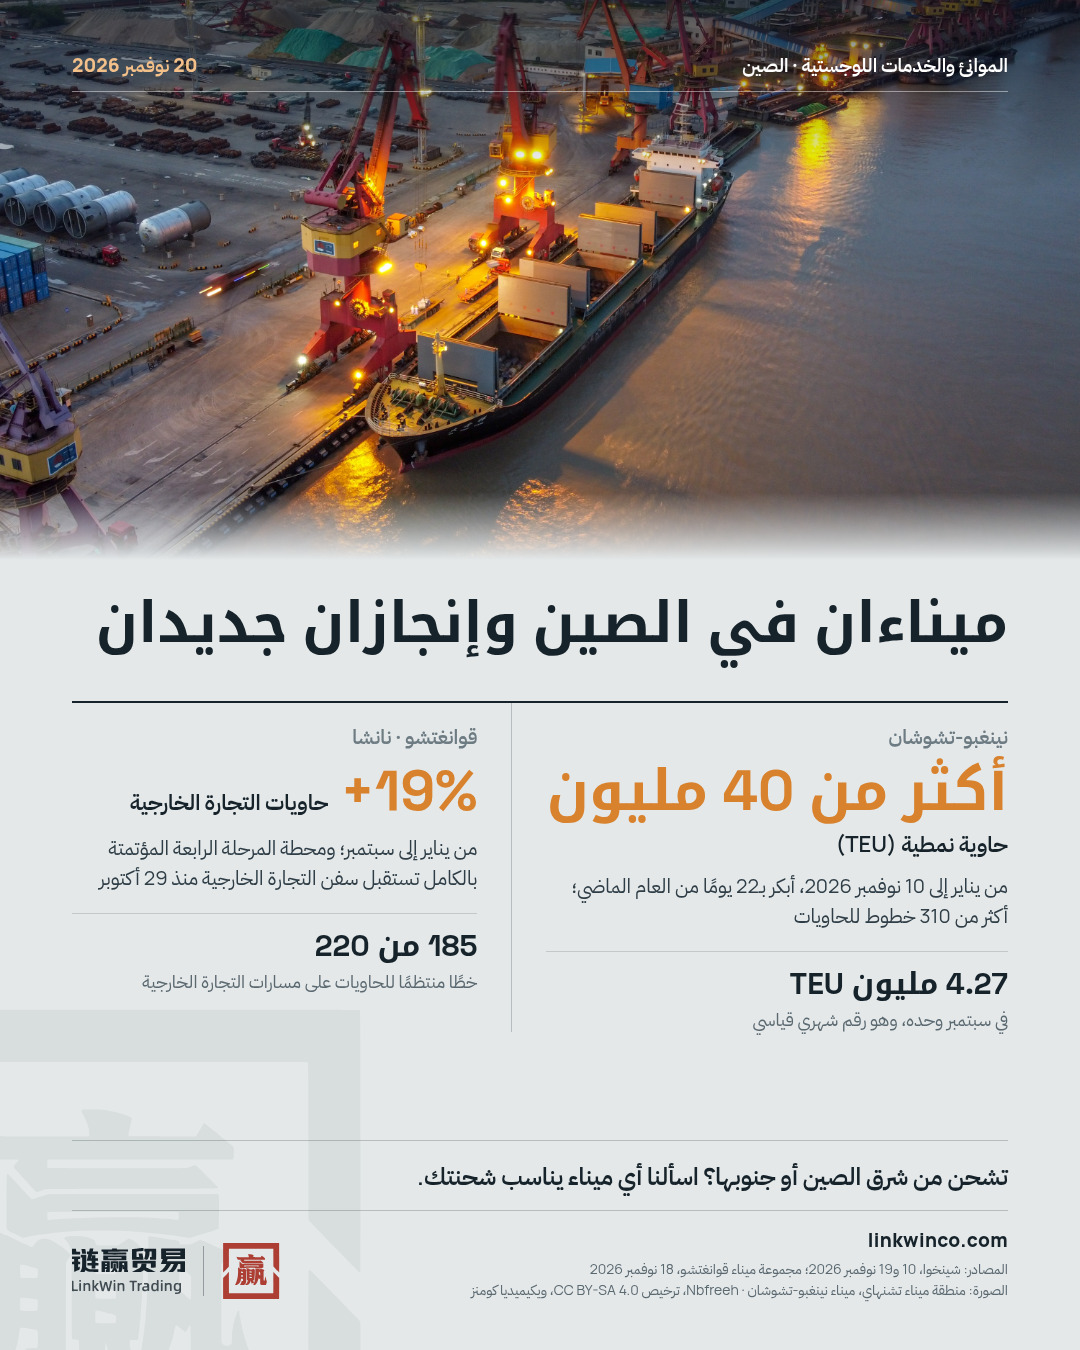 الموانئ والخدمات اللوجستية · الصين
20 نوفمبر 2026
ميناءان في الصين وإنجازان جديدان
نينغبو-تشوشان
أكثر من 40 مليون
حاوية نمطية (TEU)
من يناير إلى 10 نوفمبر 2026، أبكر بـ22 يومًا من العام الماضي؛
أكثر من 310 خطوط للحاويات
4.27 مليون TEU
في سبتمبر وحده، وهو رقم شهري قياسي
قوانغتشو · نانشا
+19% حاويات التجارة الخارجية
من يناير إلى سبتمبر؛ ومحطة المرحلة الرابعة المؤتمتة
بالكامل تستقبل سفن التجارة الخارجية منذ 29 أكتوبر
185 من 220
خطًا منتظمًا للحاويات على مسارات التجارة الخارجية
تشحن من شرق الصين أو جنوبها؟ اسألنا أي ميناء يناسب شحنتك.
linkwinco.com
المصادر: شينخوا، 10 و19 نوفمبر 2026؛ مجموعة ميناء قوانغتشو، 18 نوفمبر 2026
الصورة: منطقة ميناء تشنهاي، ميناء نينغبو-تشوشان · Nbfreeh، ترخيص CC BY-SA 4.0، ويكيميديا كومنز
赢
链赢贸易
LinkWin Trading